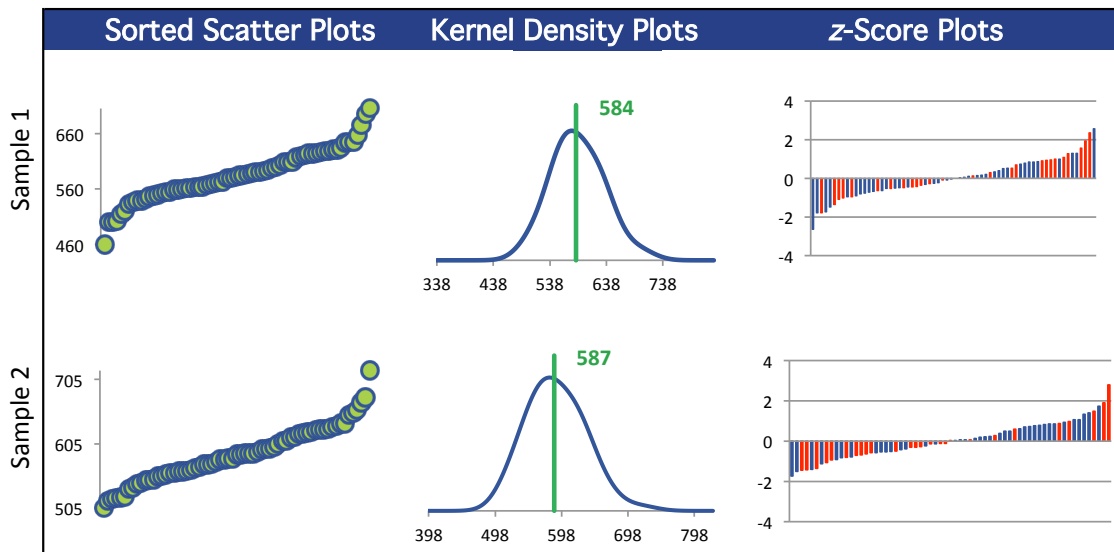 Sorted Scatter Plots
Kernel Density Plots
z-Score Plots
Sample 1
660
560
460
584
338 438 538 638 738
4
2
0
-2
-4
Sample 2
705
605
505
587
398 498 598 698 798
4
2
0
-2
-4